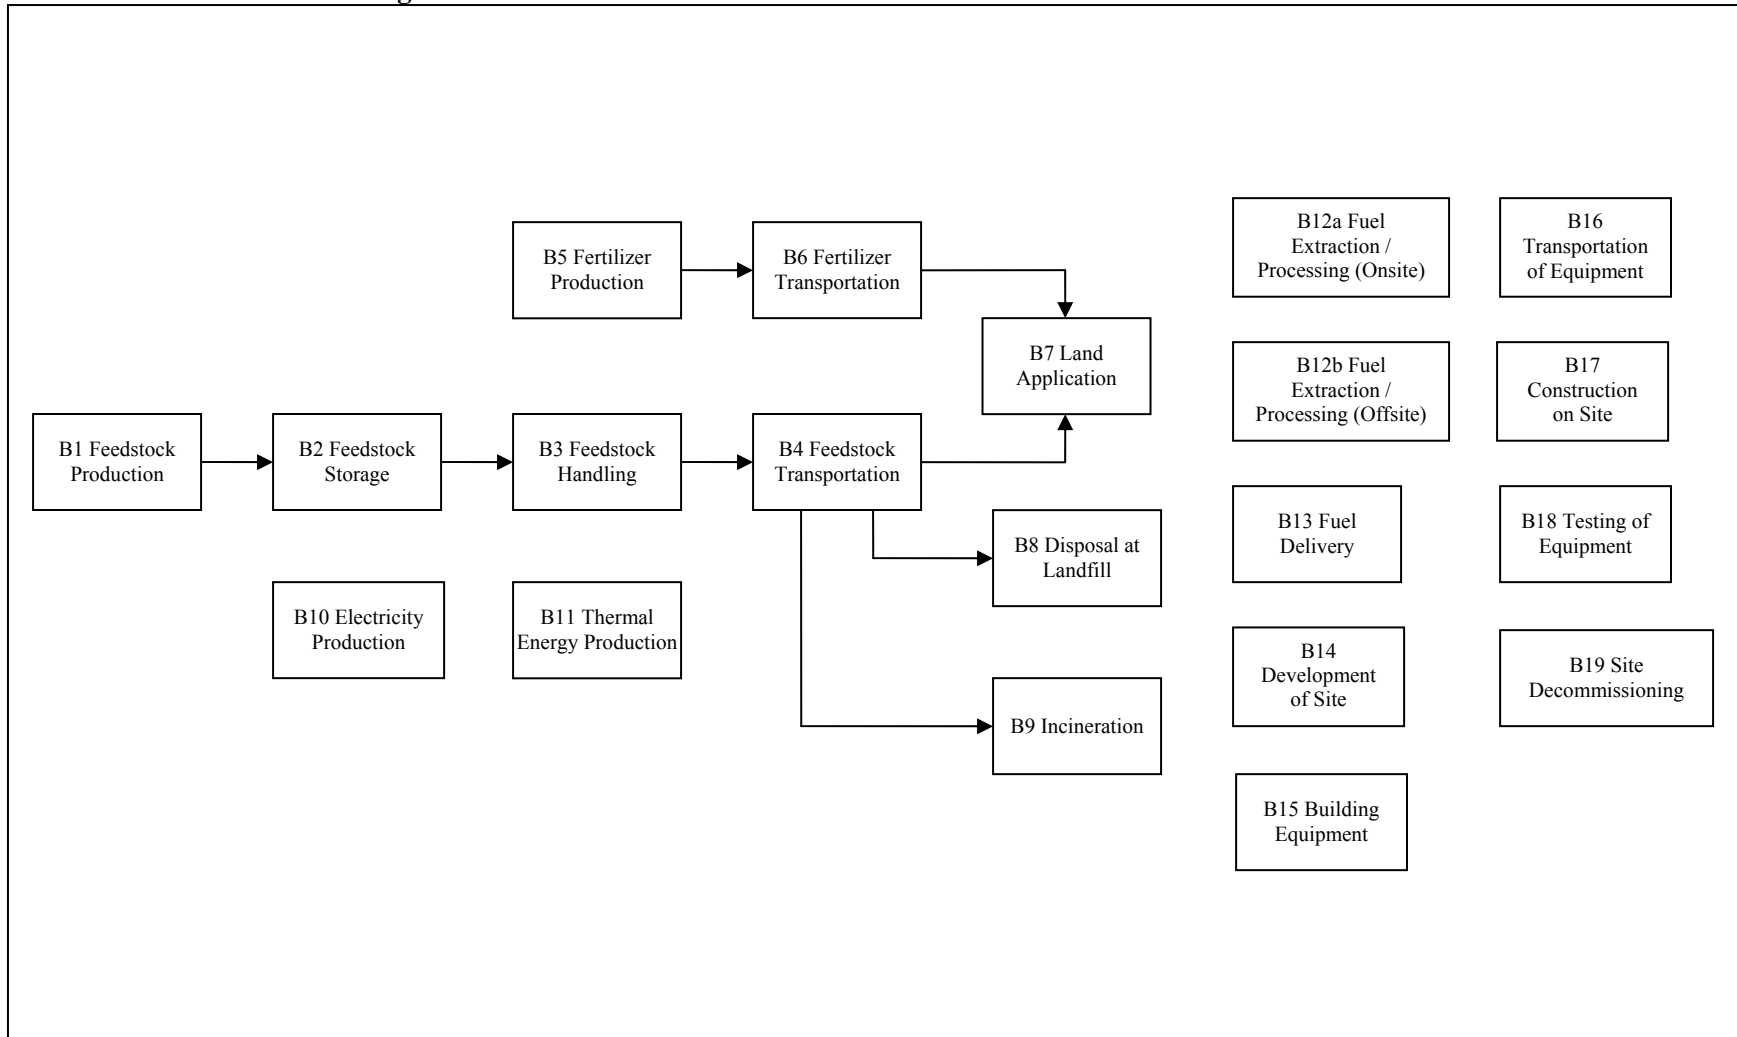 B5 Fertilizer
Production
B6 Fertilizer
Transportation
B7 Land
Application
B1 Feedstock
Production
B2 Feedstock
Storage
B3 Feedstock
Handling
B4 Feedstock
Transportation
B8 Disposal at
Landfill
B10 Electricity
Production
B11 Thermal
Energy Production
B9 Incineration
B12a Fuel
Extraction /
Processing (Onsite)
B12b Fuel
Extraction /
Processing (Offsite)
B13 Fuel
Delivery
B14
Development
of Site
B15 Building
Equipment
B16
Transportation
of Equipment
B17
Construction
on Site
B18 Testing of
Equipment
B19 Site
Decommissioning